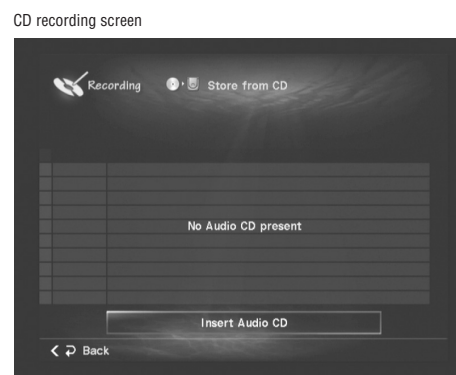 CD recording screen
Recording Store from CD
No Audio CD present
Insert Audio CD
Back